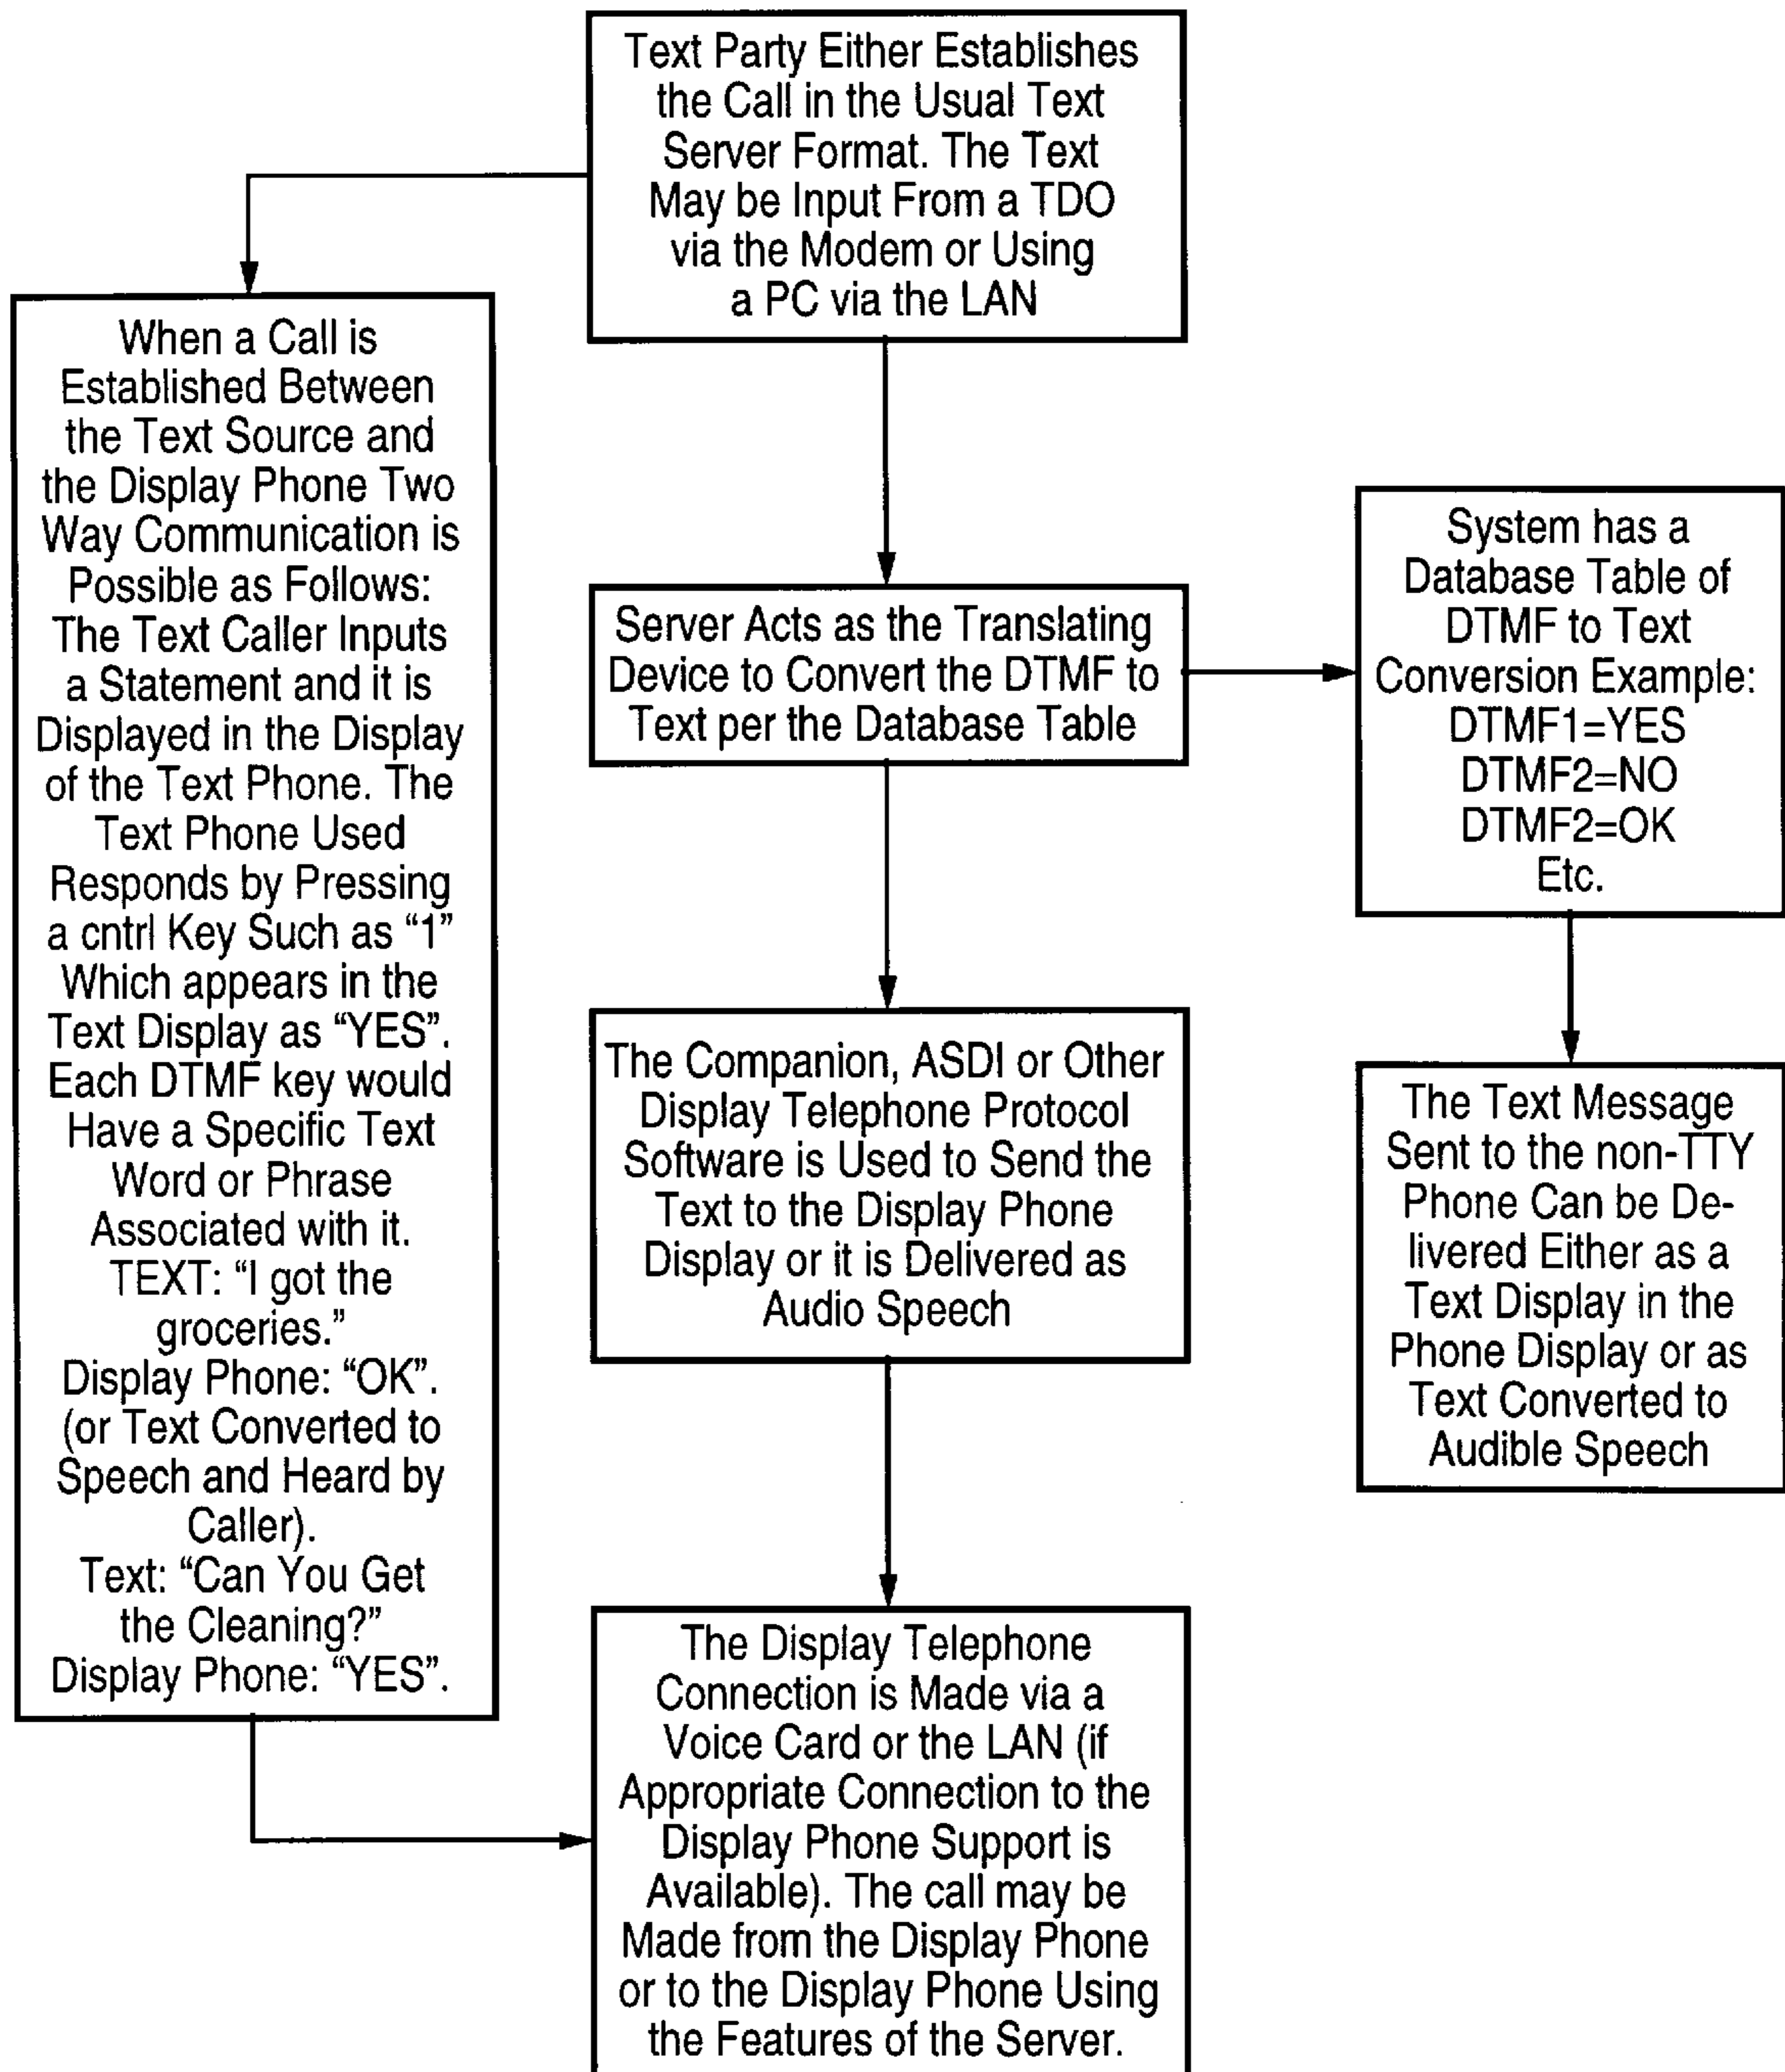 Text Party Either Establishes
the Call in the Usual Text
Server Format. The Text
May be Input From a TDO
via the Modem or Using
a PC via the LAN
When a Call is
Established Between
the Text Source and
the Display Phone Two
Way Communication is
Possible as Follows:
The Text Caller Inputs
a Statement and it is
Displayed in the Display
of the Text Phone. The
Text Phone Used
Responds by Pressing
a cntrl Key Such as “1”
Which appears in the
Text Display as “YES”.
Each DTMF key would
Have a Specific Text
Word or Phrase
Associated with it.
TEXT: “I got the
groceries.”
Display Phone: “OK”.
(or Text Converted to
Speech and Heard by
Caller).
Text: “Can You Get
the Cleaning?”
Display Phone: “YES”.
Server Acts as the Translating
Device to Convert the DTMF to
Text per the Database Table
System has a
Database Table of
DTMF to Text
Conversion Example:
DTMF1=YES
DTMF2=NO
DTMF2=OK
Etc.
The Companion, ASDI or Other
Display Telephone Protocol
Software is Used to Send the
Text to the Display Phone
Display or it is Delivered as
Audio Speech
The Text Message
Sent to the non-TTY
Phone Can be De-
livered Either as a
Text Display in the
Phone Display or as
Text Converted to
Audible Speech
The Display Telephone
Connection is Made via a
Voice Card or the LAN (if
Appropriate Connection to the
Display Phone Support is
Available). The call may be
Made from the Display Phone
or to the Display Phone Using
the Features of the Server.